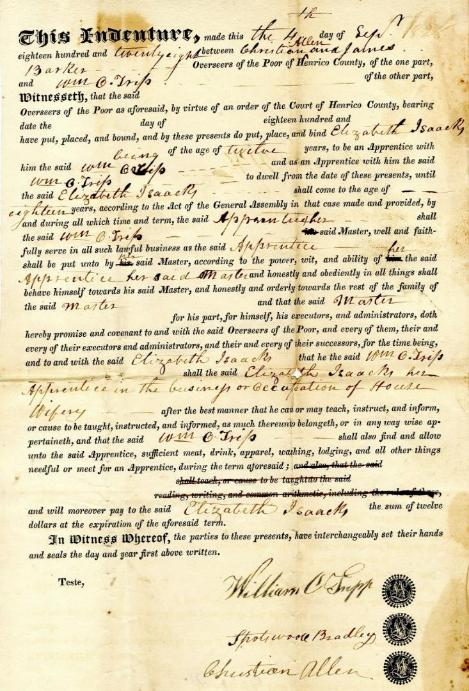 th
This Indenture, made this the 4 day of Sepr
eighteen hundred and twenty eight between Christian Allen and James
Barker Overseers of the Poor of Henrico County, of the one part,
and Wm C. Tripp of the other part,
Witnesseth, that the said
Overseers of the Poor as aforesaid, by virtue of an order of the Court of Henrico County, bearing
date the day of eighteen hundred and
have put, placed, and bound, and by these presents do put, place, and bind Elizabeth Isaacks
being of the age of twelve years, to be an Apprentice with
him the said Wm C. Tripp and as an Apprentice with him the said
Wm C. Tripp to dwell from the date of these presents, until
the said Elizabeth Isaacks shall come to the age of
eighteen years, according to the Act of the General Assembly in that case made and provided, by
and during all which time and term, the said Apprentice her shall
the said Wm C. Tripp said Master, well and faith-
fully serve in all such lawful business as the said Apprentice
shall be put unto by her his said Master, according to the power, wit, and ability of her him the said
Apprentice her said Master and honestly and obediently in all things shall
behave himself towards his said Master, and honestly and orderly towards the rest of the family of
the said Master and that the said Master
for his part, for himself, his executors, and administrators, doth
hereby promise and covenant to and with the said Overseers of the Poor, and every of them, their and
every of their executors and administrators, and their and every of their successors, for the time being,
and to and with the said Elizabeth Isaacks that he the said Wm C. Tripp
shall the said Elizabeth Isaacks her
Apprentice in the business or Occupation of House
Wifery after the best manner that he can or may teach, instruct, and inform,
or cause to be taught, instructed, and informed, as much thereunto belongeth, or in any way wise ap-
pertaineth, and that the said Wm C. Tripp shall also find and allow
unto the said Apprentice, sufficient meat, drink, apparel, washing, lodging, and all other things
needful or meet for an Apprentice, during the term aforesaid; and also, that the said
shall teach, or cause to be taught to the said
reading, writing, and common arithmetic, including the rule of three,
and will moreover pay to the said Elizabeth Isaacks the sum of twelve
dollars at the expiration of the aforesaid term.
In Witness Whereof, the parties to these presents, have interchangeably set their hands
and seals the day and year first above written.
Teste,
William C Tripp
Spotswood Bradley
Christian Allen